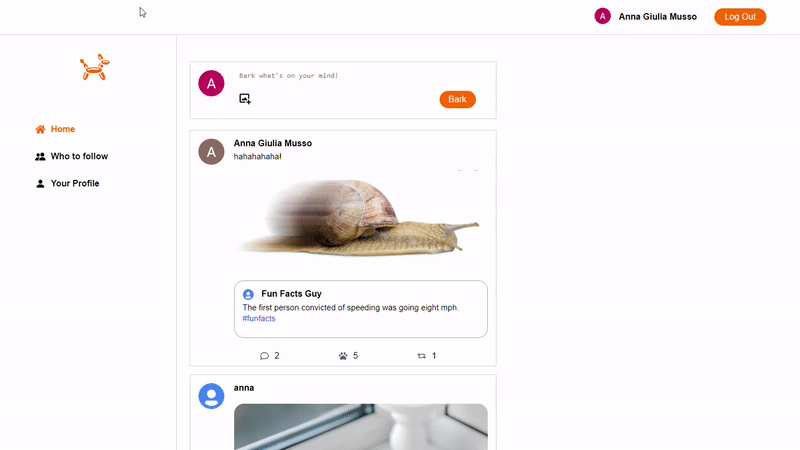 A Anna Giulia Musso Log Out
A Bark what's on your mind!
Bark
Home
Who to follow
Your Profile
A Anna Giulia Musso
hahahahaha!
Fun Facts Guy
The first person convicted of speeding was going eight mph.
#funfacts
2 5 1
anna